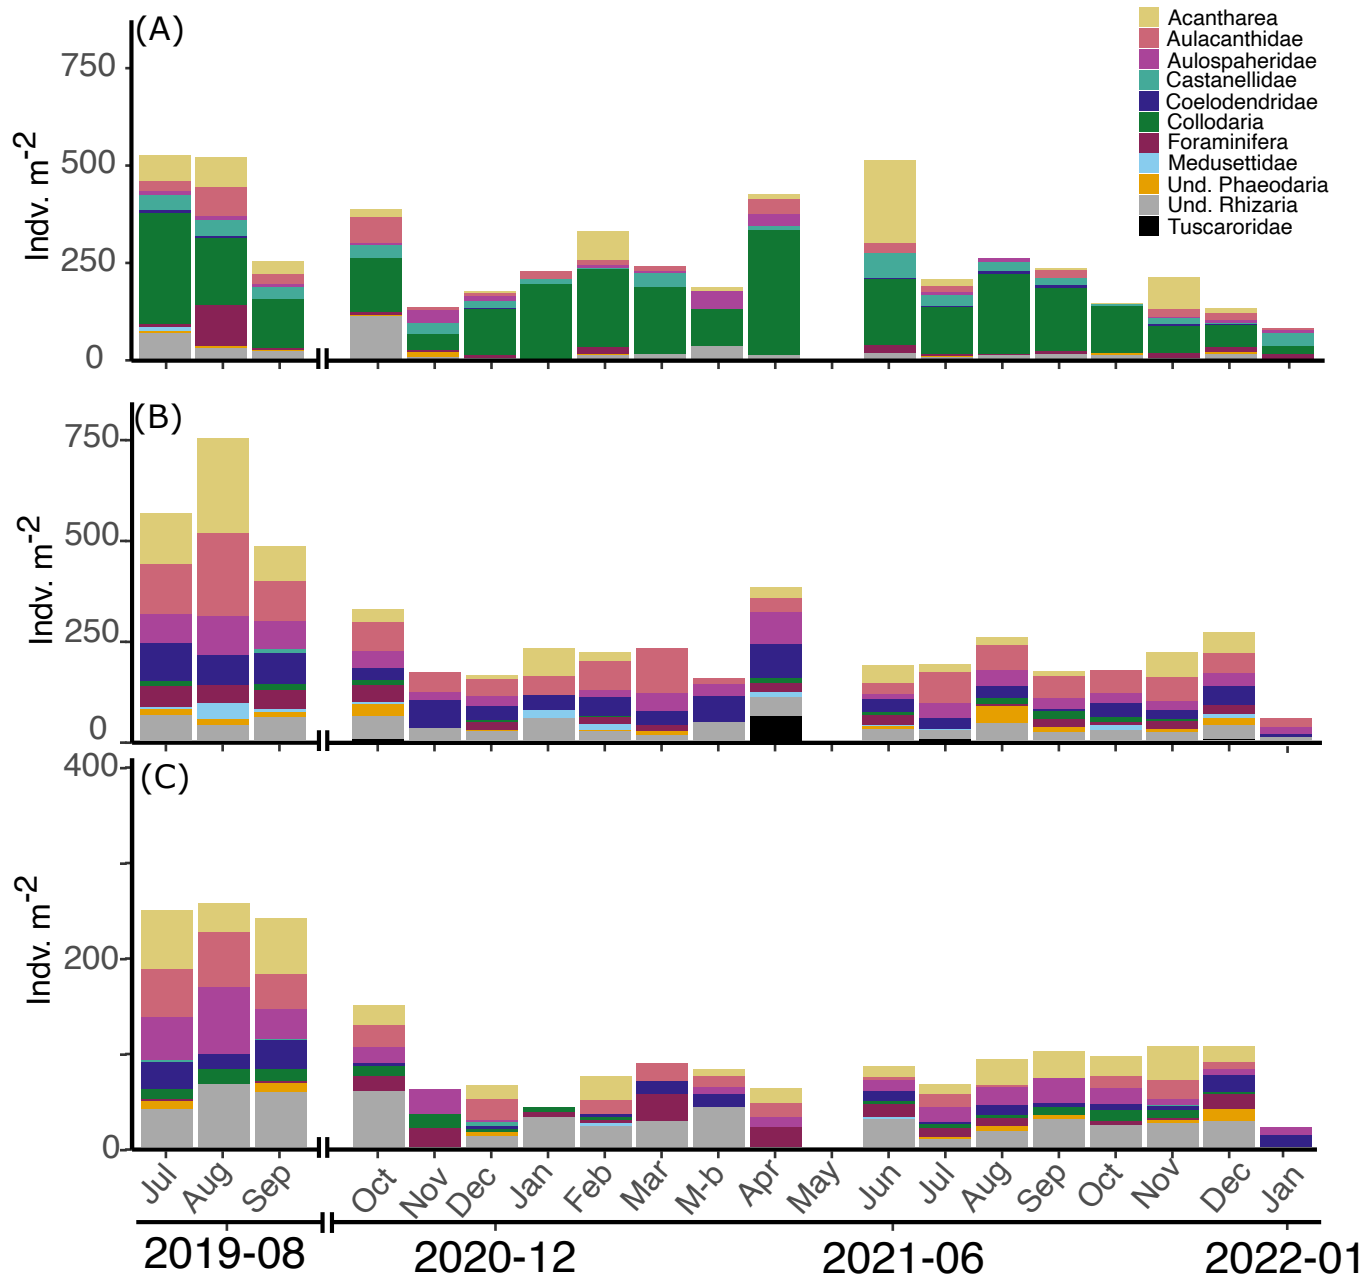 (A)
Indv. m-2
750
500
250
0
Acantharea
Aulacanthidae
Aulospaheridae
Castanellidae
Coelodendridae
Collodaria
Foraminifera
Medusettidae
Und. Phaeodaria
Und. Rhizaria
Tuscaroridae
(B)
Indv. m-2
750
500
250
0
(C)
Indv. m-2
400
200
0
Jul Aug Sep Oct Nov Dec Jan Feb Mar M-b Apr May Jun Jul Aug Sep Oct Nov Dec Jan
2019-08 2020-12 2021-06 2022-01